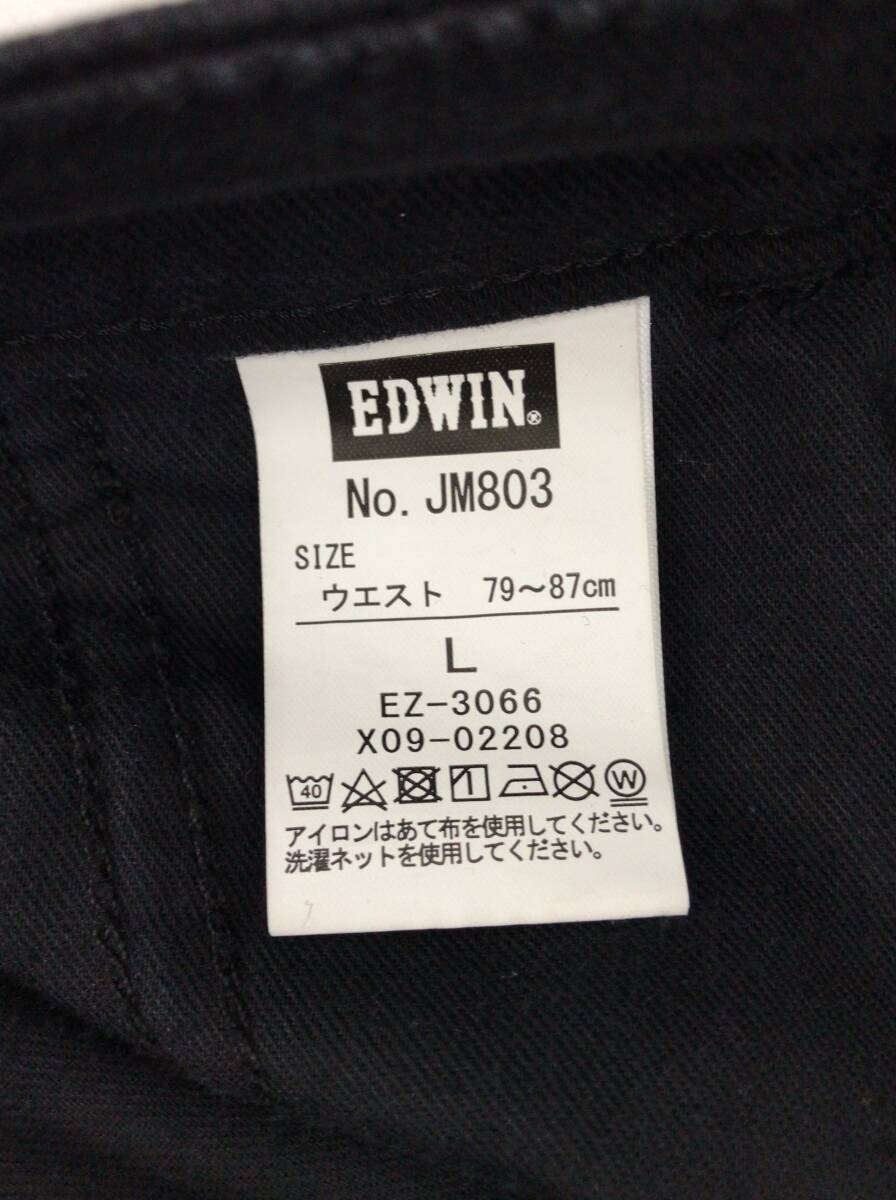 EDWIN®
No. JM803
SIZE
ウエスト 79～87cm
L
EZ-3066
X09-02208
40 W
アイロンはあて布を使用してください。
洗濯ネットを使用してください。